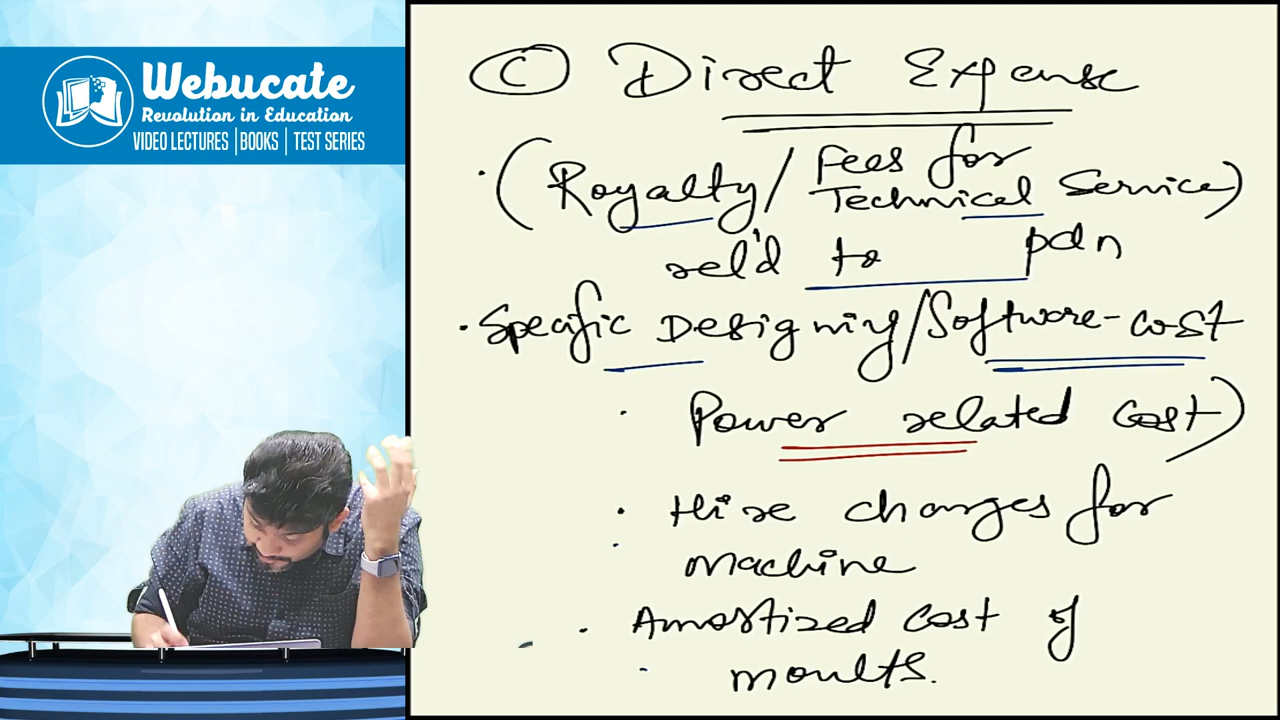 Webucate
Revolution in Education
VIDEO LECTURES | BOOKS | TEST SERIES
Ⓒ Direct Expense
· (Royalty/ Fees for Technical Service)
rel'd to pdn
· Specific Designing/Software-cost
· Power related cost)
· Hire charges for
machine
· Amortized cost of
moults.